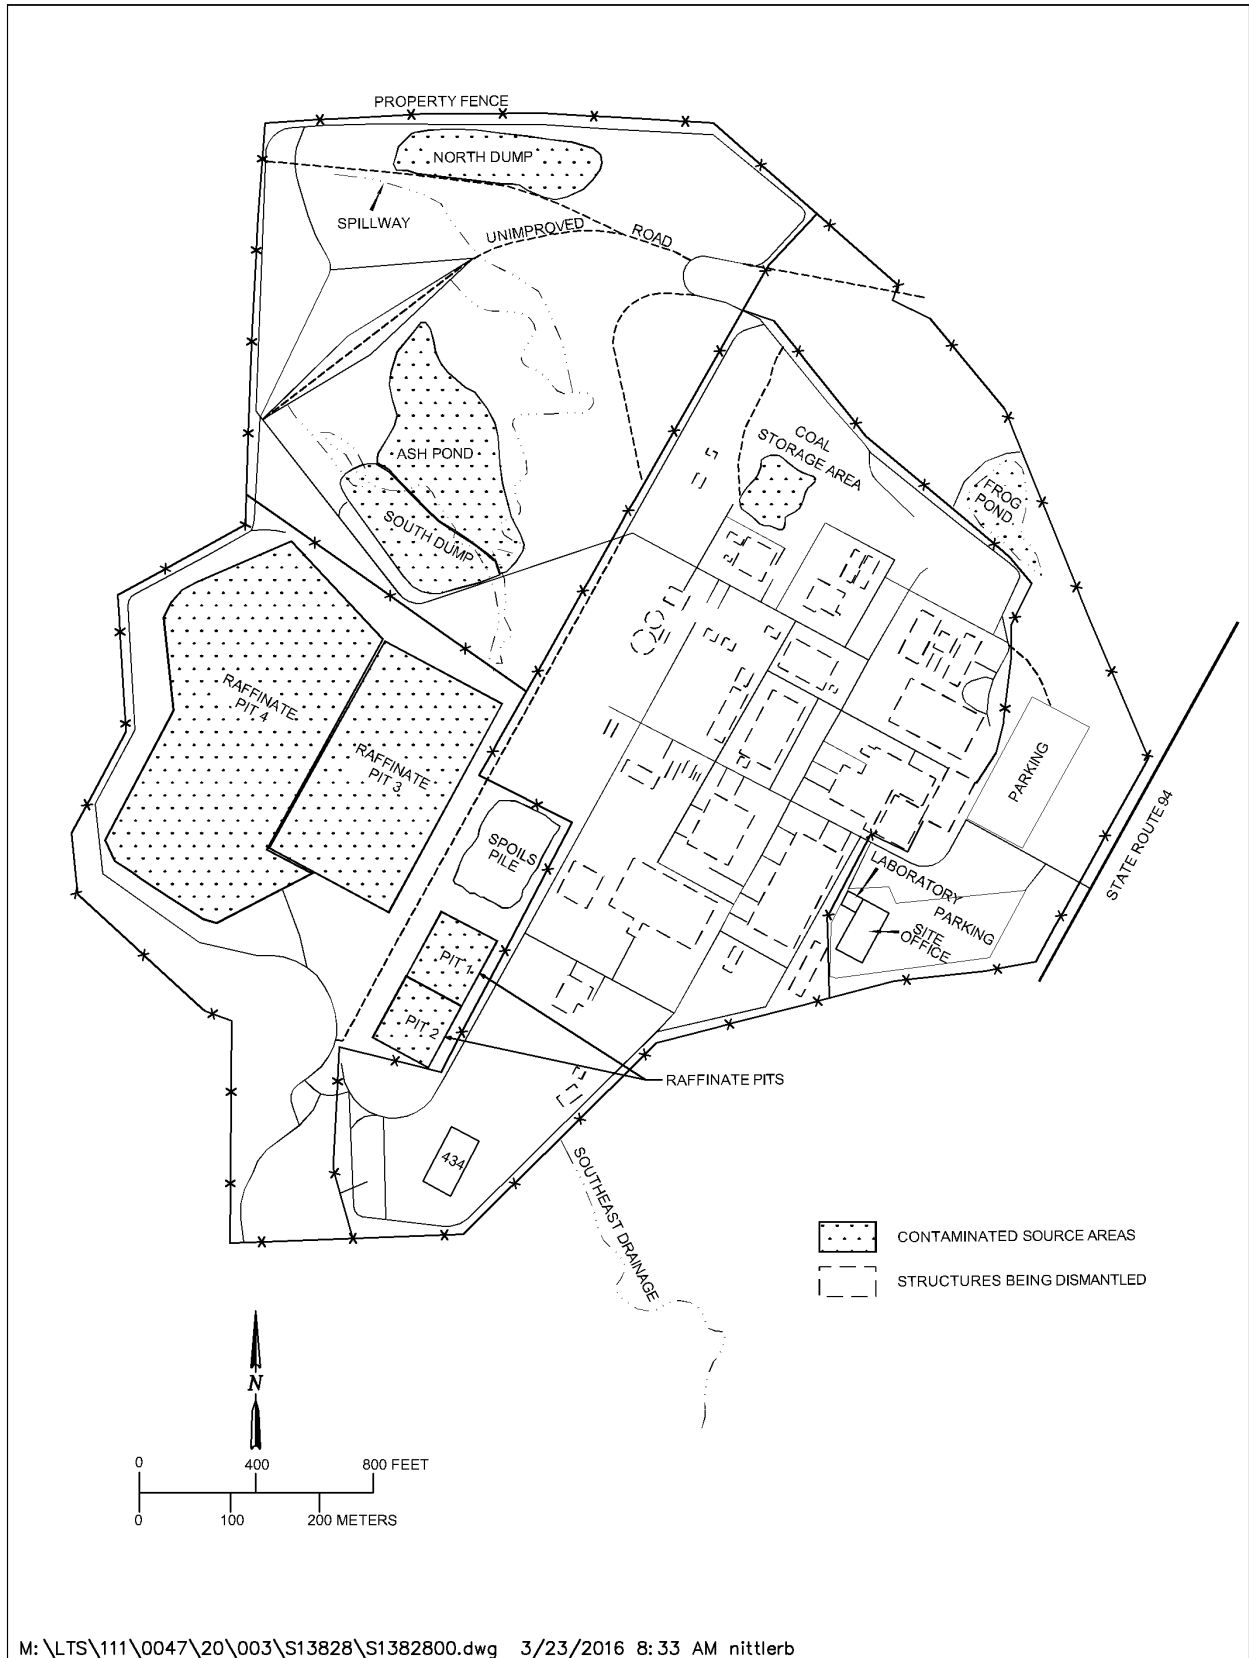 PROPERTY FENCE
NORTH DUMP
SPILLWAY
UNIMPROVED ROAD
COAL
STORAGE AREA
ASH POND
FROG
POND
SOUTH DUMP
RAFFINATE
PIT 4
RAFFINATE
PIT 3
PARKING
STATE ROUTE 94
SPOILS
PILE
LABORATORY
PARKING
SITE
OFFICE
PIT 1
PIT 2
RAFFINATE PITS
434
SOUTHEAST DRAINAGE
CONTAMINATED SOURCE AREAS
STRUCTURES BEING DISMANTLED
N
0 400 800 FEET
0 100 200 METERS
M:\LTS\111\0047\20\003\S13828\S1382800.dwg 3/23/2016 8:33 AM nittlerb